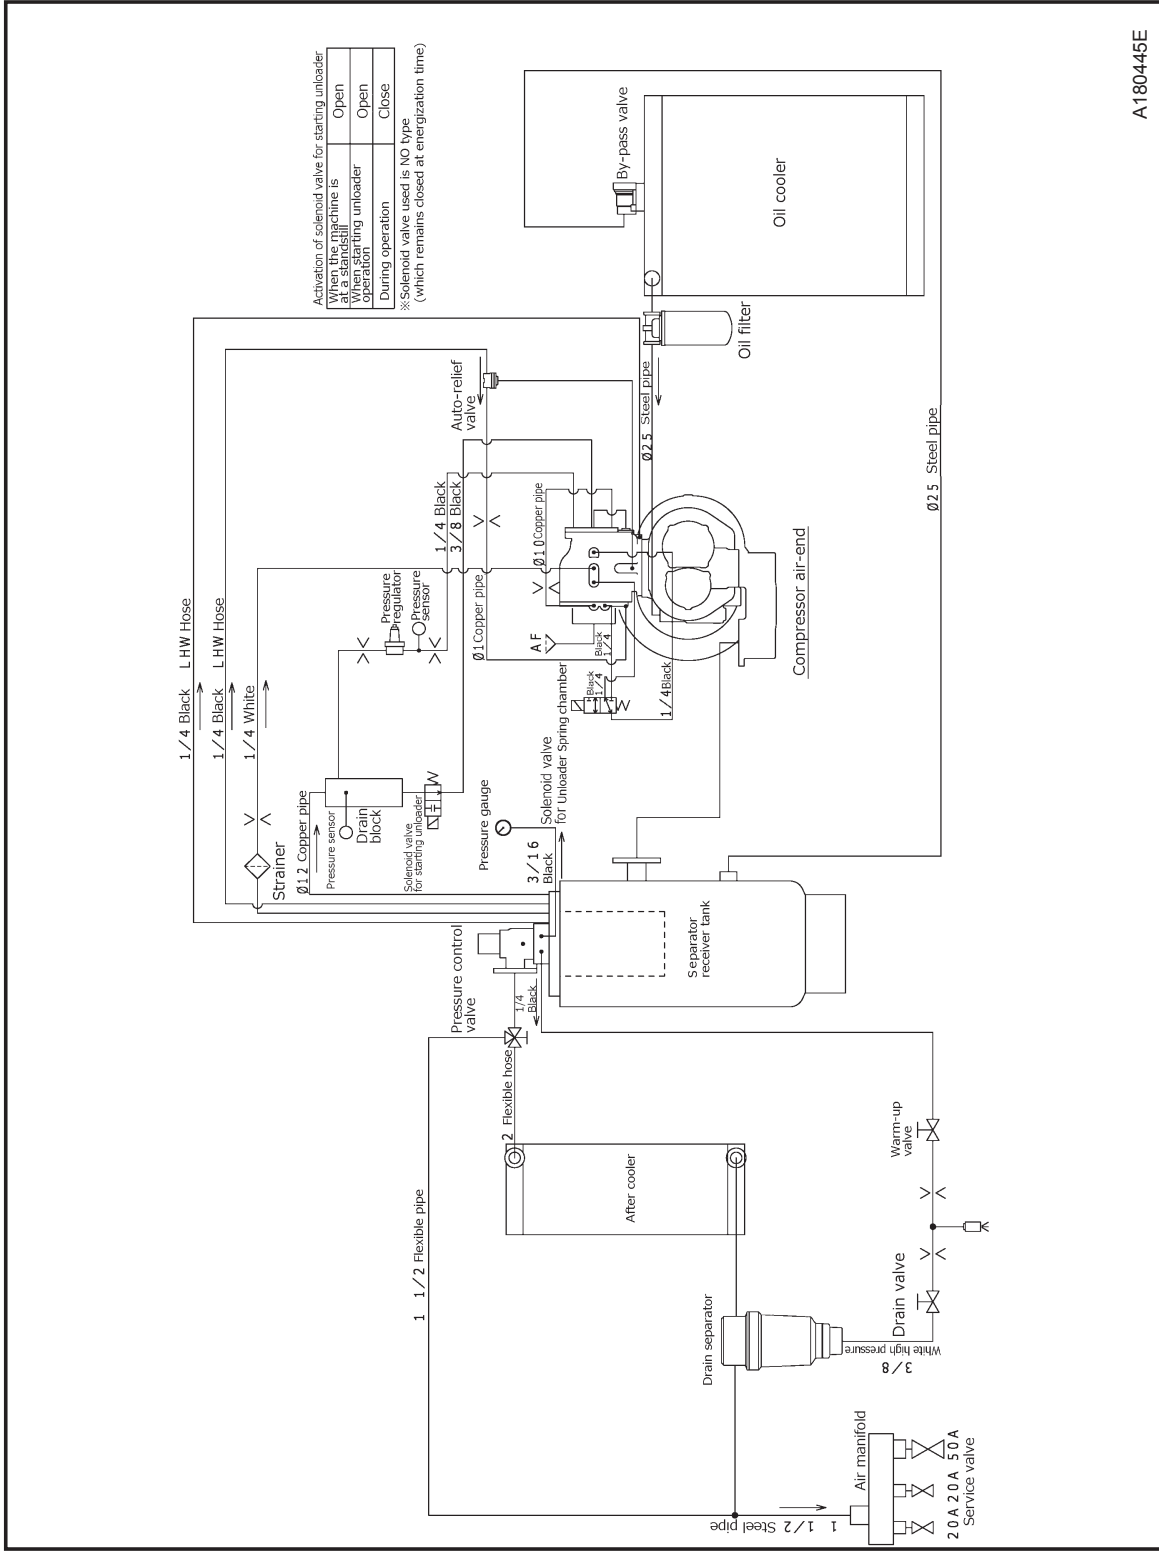 A180445E
Activation of solenoid valve for starting unloader
When the machine is
at a standstill
Open
When starting unloader
operation
Open
During operation
Close
※Solenoid valve used is NO type
(which remains closed at energization time)
1/4 Black LHW Hose
1/4 Black LHW Hose
1/4 White
Strainer
Ø12 Copper pipe
Pressure sensor
Drain
block
Solenoid valve
for starting unloader
Pressure
regulator
Pressure
sensor
1/4 Black
3/8 Black
Auto-relief
valve
Ø1Copper pipe
Ø10Copper pipe
AF
Black
1/4
Black
1/4
1/4Black
Solenoid valve
for Unloader Spring chamber
Pressure gauge
3/16
Black
Pressure control
valve
1/4
Black
2 Flexible hose
1 1/2 Flexible pipe
Separator
receiver tank
Compressor air-end
Ø25 Steel pipe
Oil filter
By-pass valve
Oil cooler
Ø25 Steel pipe
After cooler
Warm-up
valve
Drain valve
Drain separator
3/8
White high pressure
1 1/2 Steel pipe
Air manifold
20A 20A 50A
Service valve